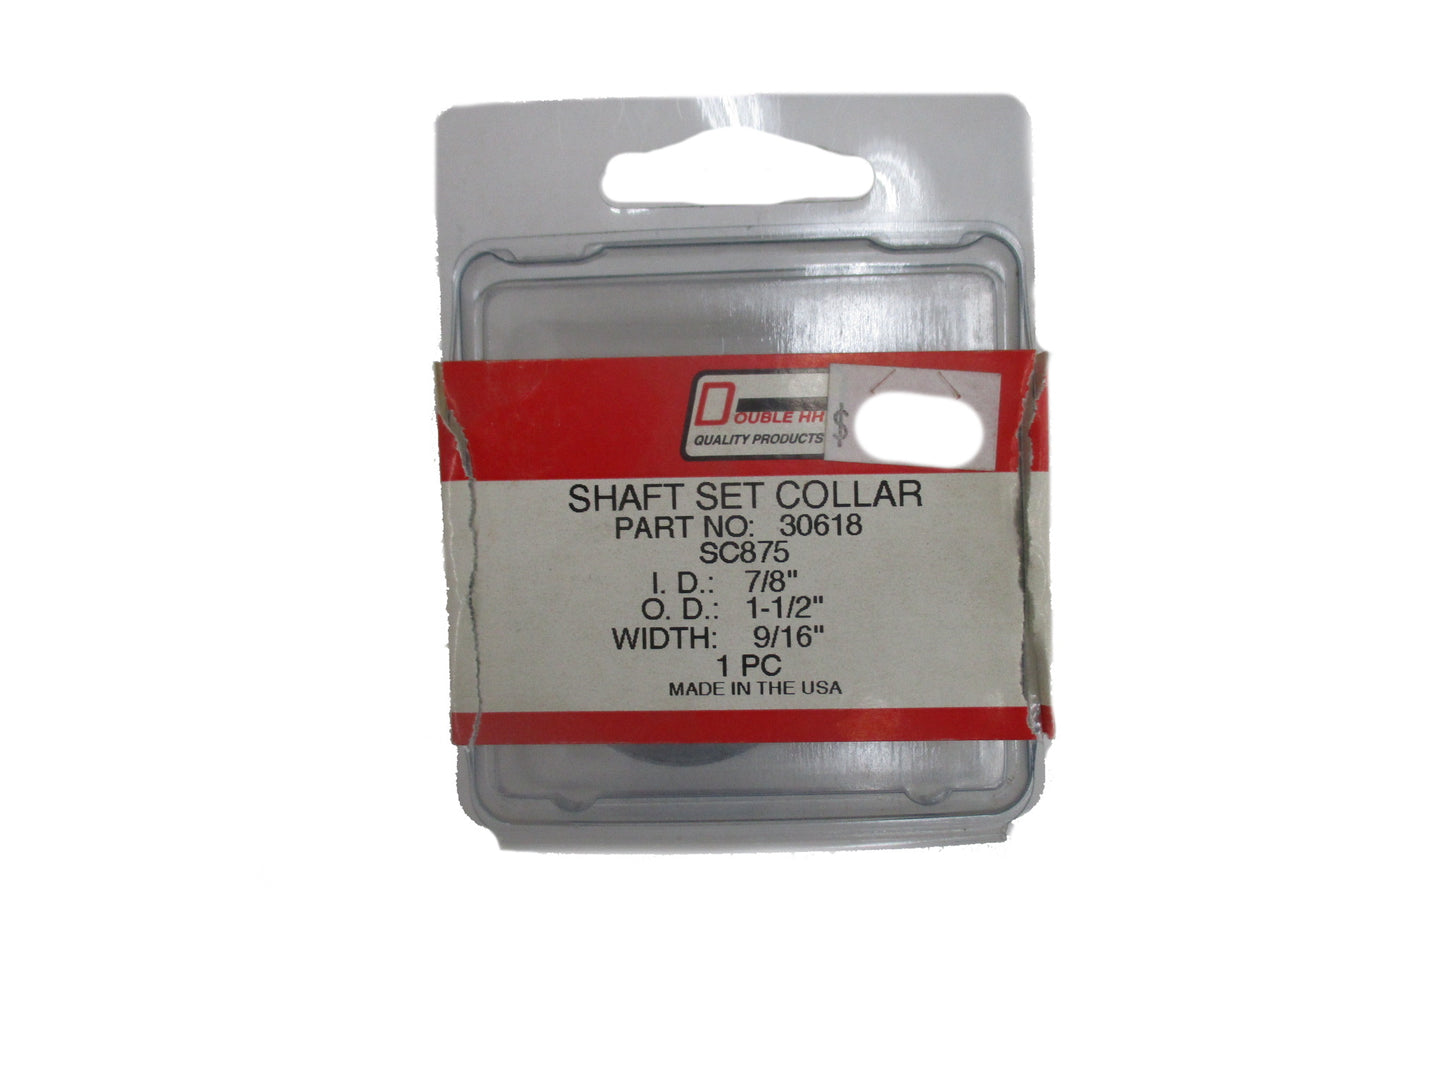 DOUBLE HH
QUALITY PRODUCTS
$
SHAFT SET COLLAR
PART NO: 30618
SC875
I. D.: 7/8"
O. D.: 1-1/2"
WIDTH: 9/16"
1 PC
MADE IN THE USA